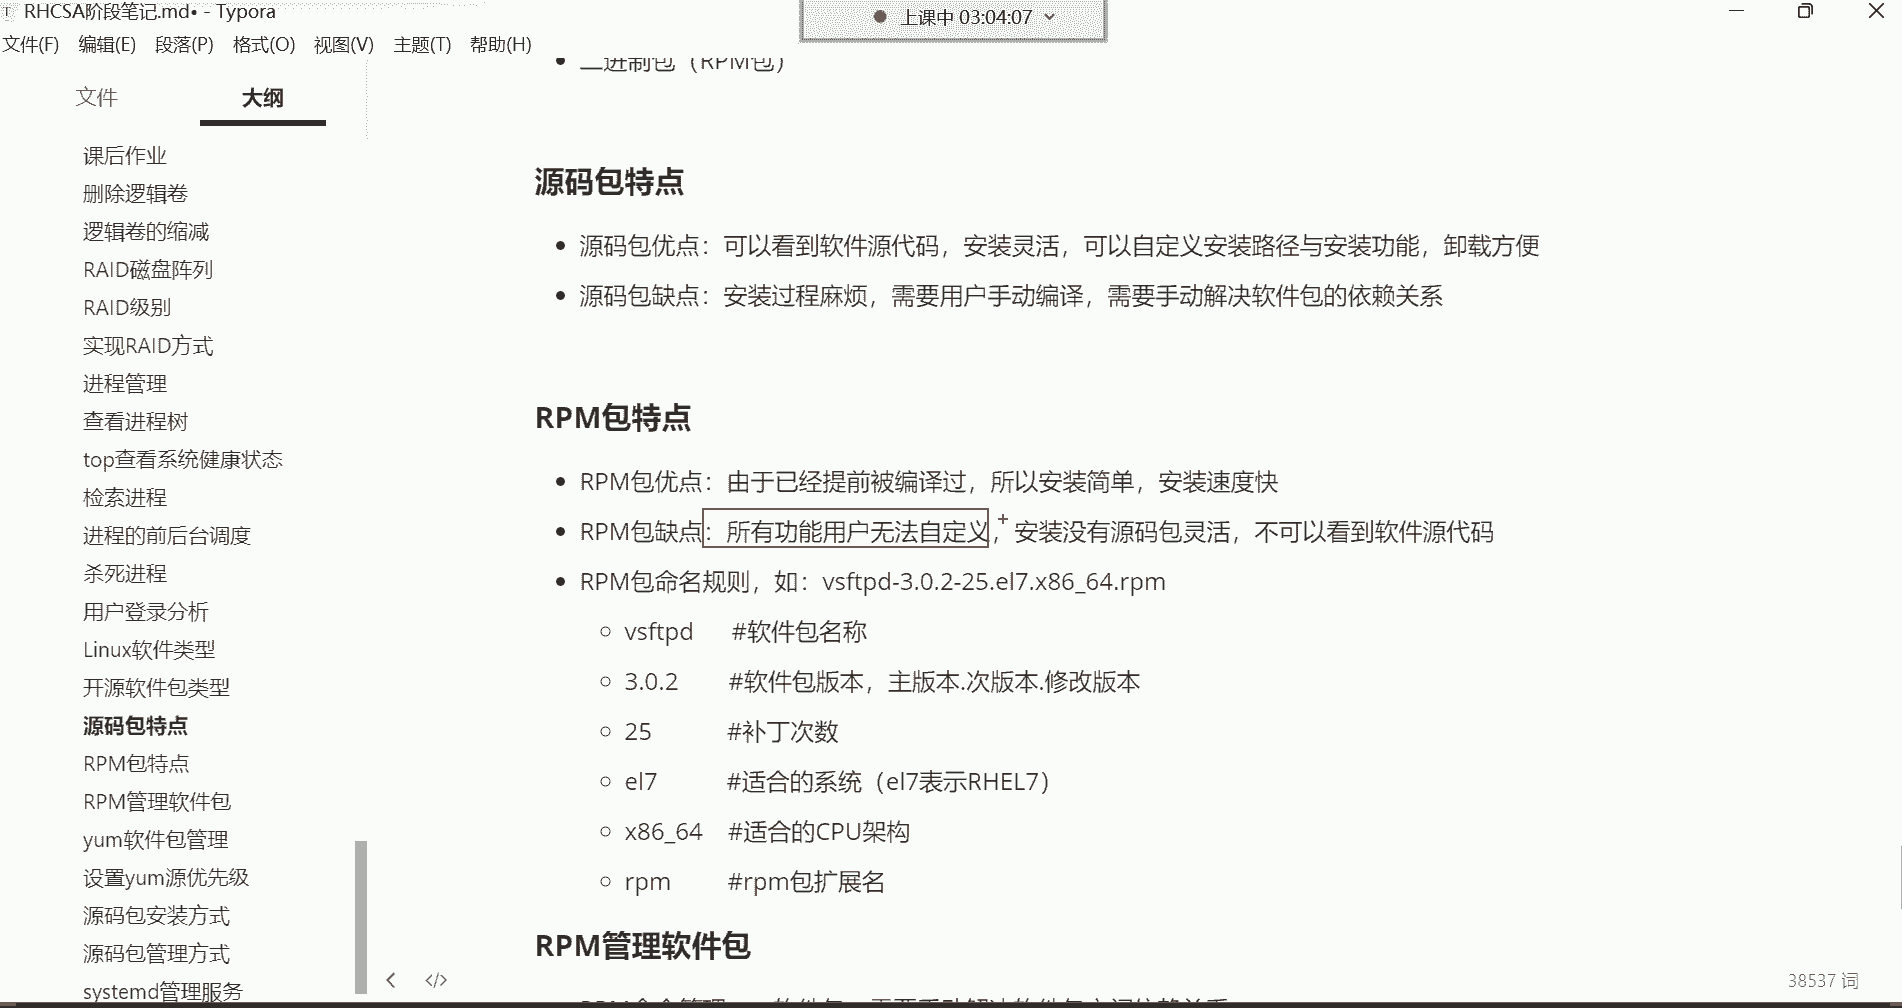 RHCSA阶段笔记.md• - Typora
上课中 03:04:07
文件(F) 编辑(E) 段落(P) 格式(O) 视图(V) 主题(T) 帮助(H)
文件 大纲
课后作业
删除逻辑卷
逻辑卷的缩减
RAID磁盘阵列
RAID级别
实现RAID方式
进程管理
查看进程树
top查看系统健康状态
检索进程
进程的前后台调度
杀死进程
用户登录分析
Linux软件类型
开源软件包类型
源码包特点
RPM包特点
RPM管理软件包
yum软件包管理
设置yum源优先级
源码包安装方式
源码包管理方式
systemd管理服务
二进制包（RPM包）
源码包特点
源码包优点：可以看到软件源代码，安装灵活，可以自定义安装路径与安装功能，卸载方便
源码包缺点：安装过程麻烦，需要用户手动编译，需要手动解决软件包的依赖关系
RPM包特点
RPM包优点：由于已经提前被编译过，所以安装简单，安装速度快
RPM包缺点：所有功能用户无法自定义，安装没有源码包灵活，不可以看到软件源代码
RPM包命名规则，如：vsftpd-3.0.2-25.el7.x86_64.rpm
vsftpd #软件包名称
3.0.2 #软件包版本，主版本.次版本.修改版本
25 #补丁次数
el7 #适合的系统（el7表示RHEL7）
x86_64 #适合的CPU架构
rpm #rpm包扩展名
RPM管理软件包
38537 词